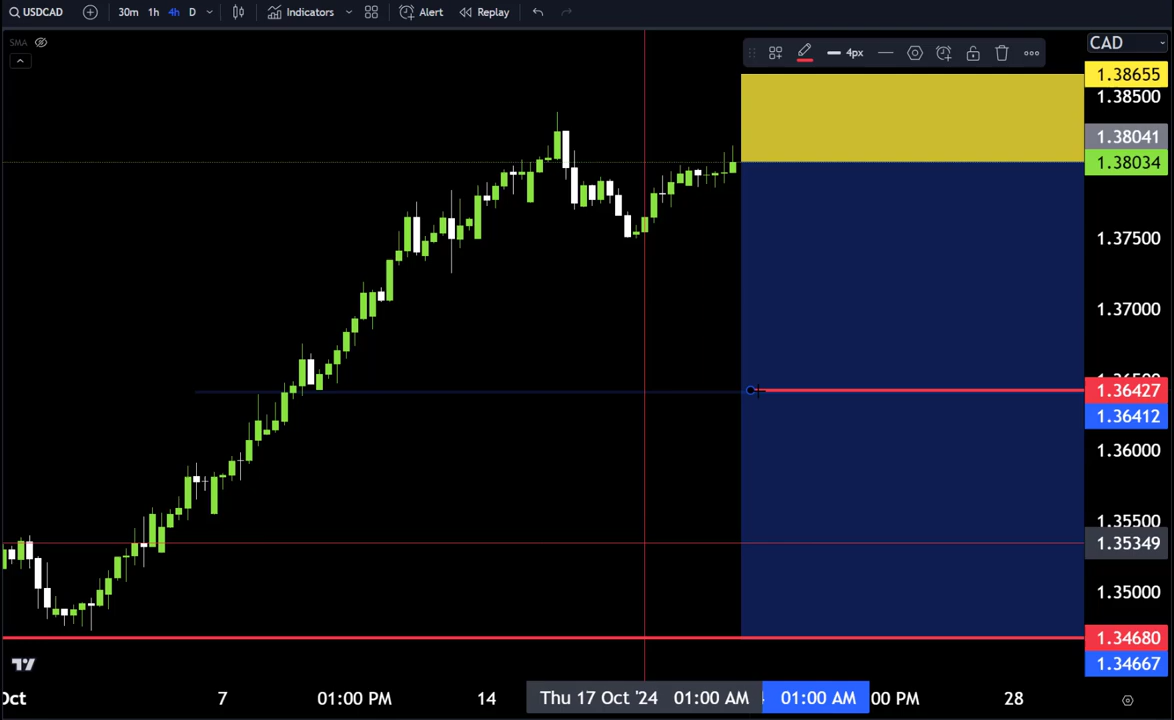 USDCAD 30m 1h 4h D Indicators Alert Replay
SMA
4px
CAD
1.38655
1.38500
1.38041
1.38034
1.37500
1.37000
1.36427
1.36412
1.36000
1.35500
1.35349
1.35000
1.34680
1.34667
Oct 7 01:00 PM 14 Thu 17 Oct '24 01:00 AM 01:00 AM 00 PM 28